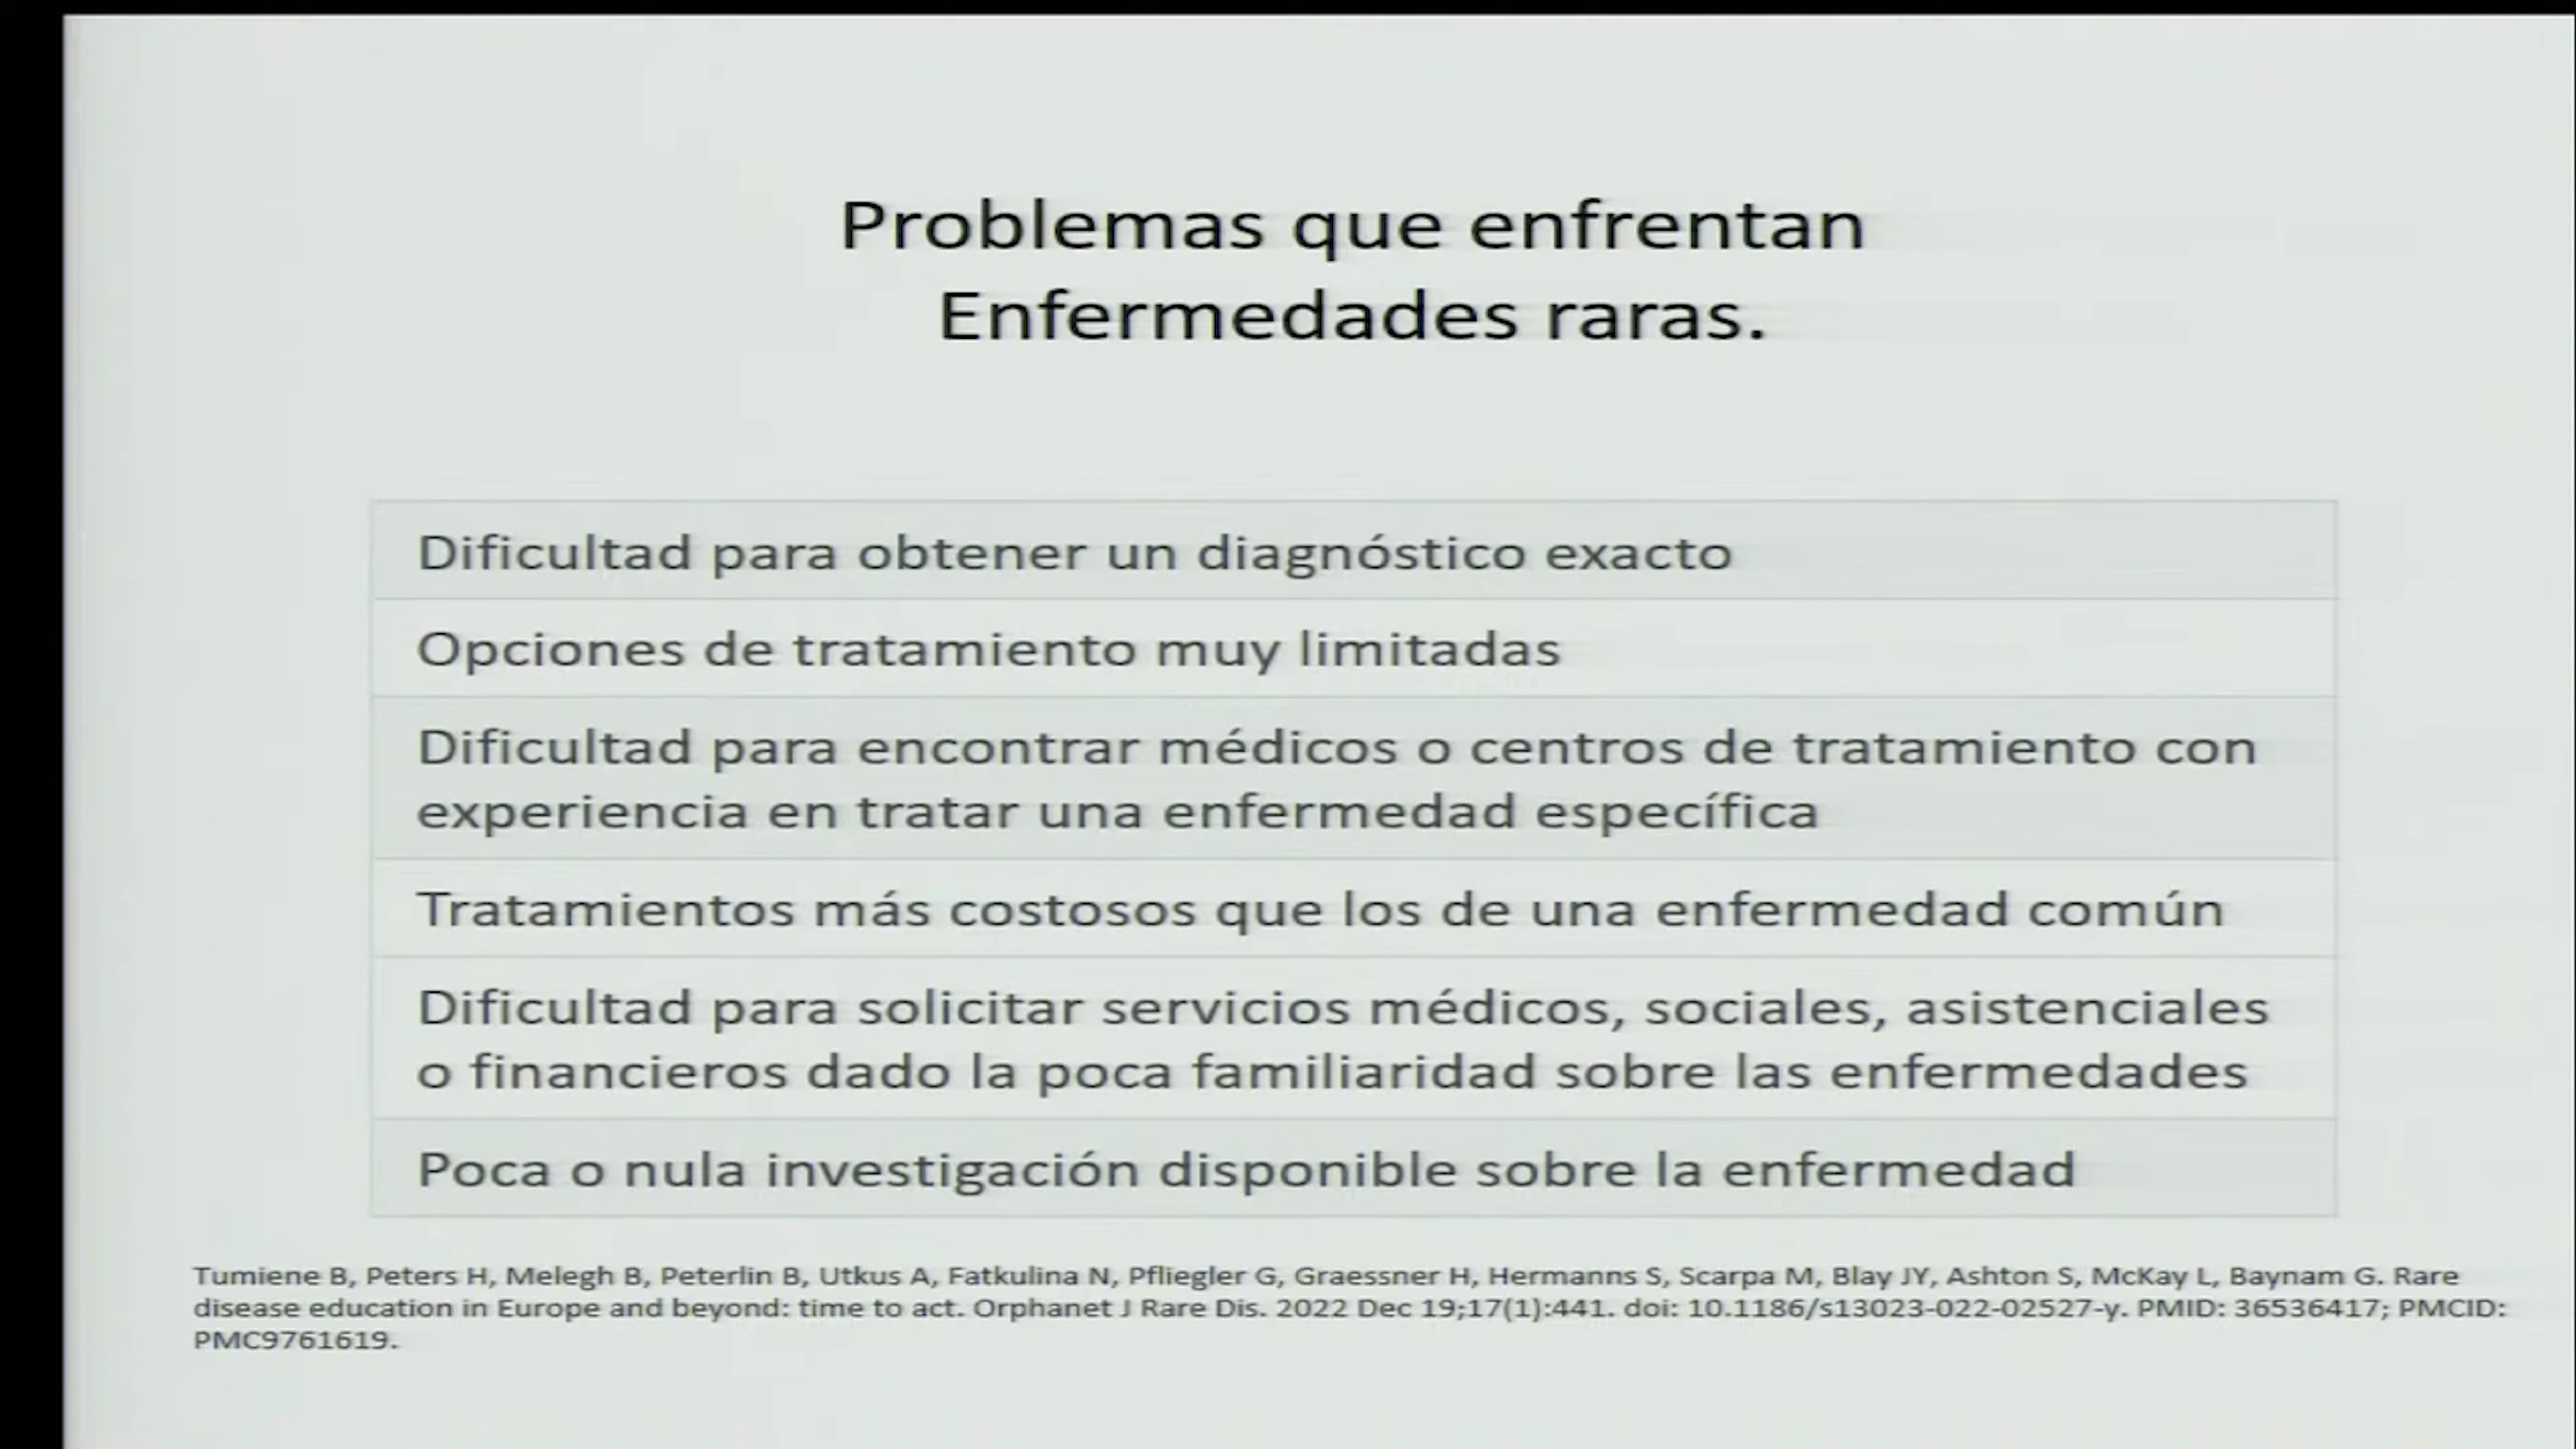 Problemas que enfrentan
Enfermedades raras.
Dificultad para obtener un diagnóstico exacto
Opciones de tratamiento muy limitadas
Dificultad para encontrar médicos o centros de tratamiento con
experiencia en tratar una enfermedad específica
Tratamientos más costosos que los de una enfermedad común
Dificultad para solicitar servicios médicos, sociales, asistenciales
o financieros dado la poca familiaridad sobre las enfermedades
Poca o nula investigación disponible sobre la enfermedad
Tumiene B, Peters H, Melegh B, Peterlin B, Utkus A, Fatkulina N, Pfliegler G, Graessner H, Hermanns S, Scarpa M, Blay JY, Ashton S, McKay L, Baynam G. Rare
disease education in Europe and beyond: time to act. Orphanet J Rare Dis. 2022 Dec 19;17(1):441. doi: 10.1186/s13023-022-02527-y. PMID: 36536417; PMCID:
PMC9761619.